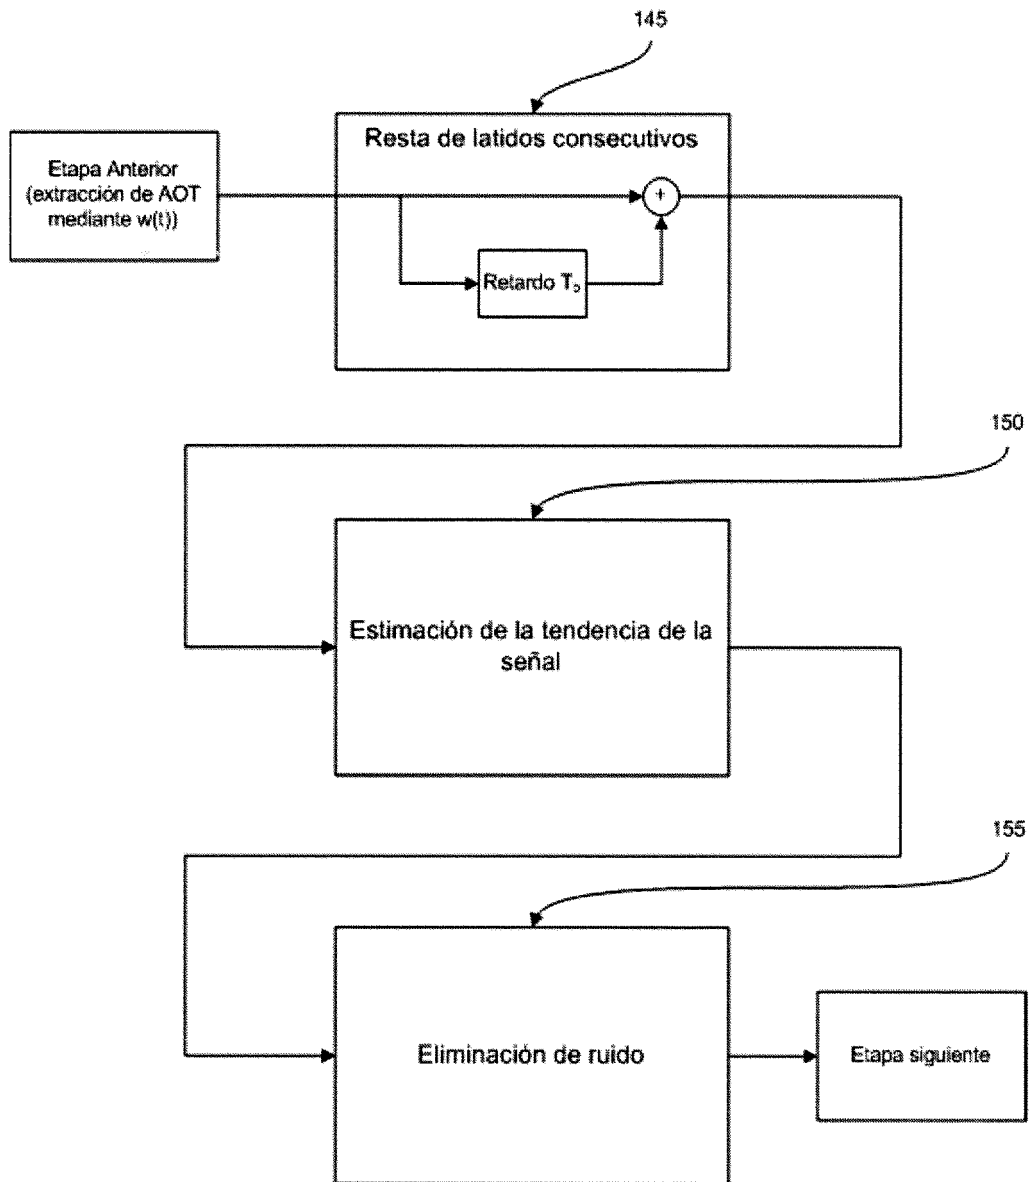 145
Resta de latidos consecutivos
Etapa Anterior
(extracción de AOT
mediante w(t))
+
Retardo Tb
150
Estimación de la tendencia de la
señal
155
Eliminación de ruido
Etapa siguiente